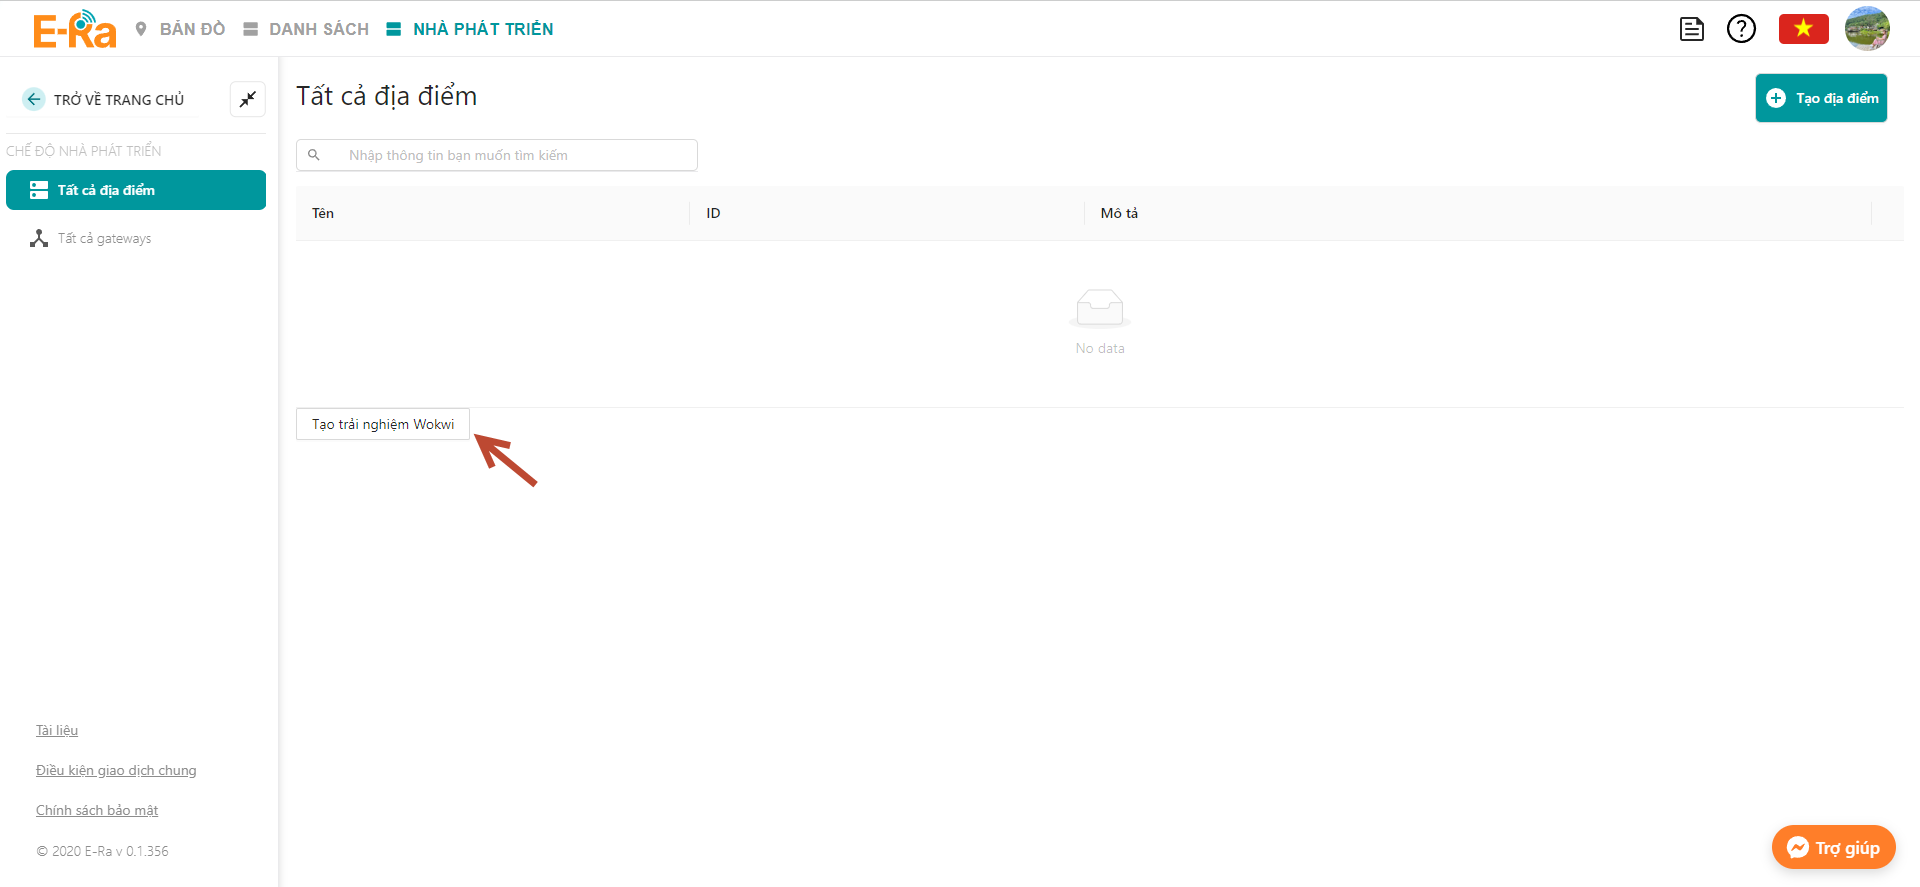 E-Ra
BẢN ĐỒ
DANH SÁCH
NHÀ PHÁT TRIỂN
TRỞ VỀ TRANG CHỦ
CHẾ ĐỘ NHÀ PHÁT TRIỂN
Tất cả địa điểm
Tất cả gateways
Tất cả địa điểm
Tạo địa điểm
Nhập thông tin bạn muốn tìm kiếm
Tên
ID
Mô tả
No data
Tạo trải nghiệm Wokwi
Tài liệu
Điều kiện giao dịch chung
Chính sách bảo mật
© 2020 E-Ra v 0.1.356
Trợ giúp